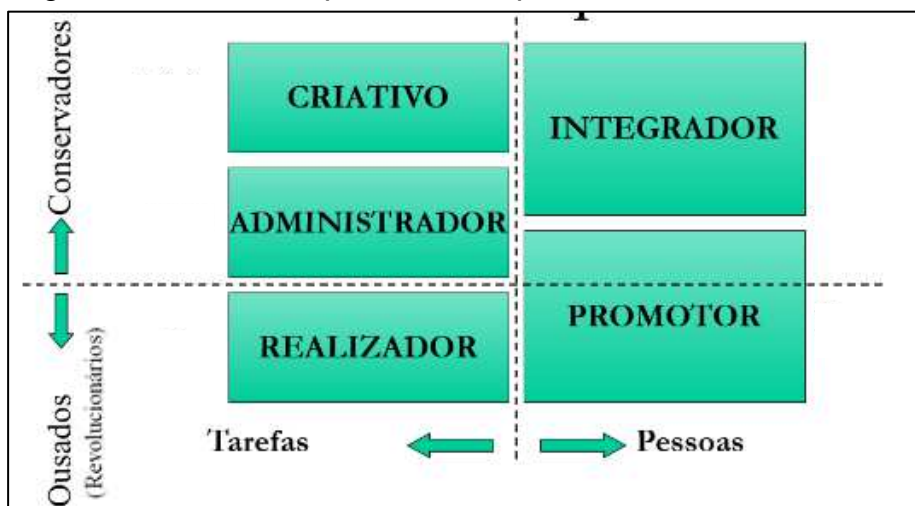 Conservadores
Ousados
(Revolucionários)
CRIATIVO
INTEGRADOR
ADMINISTRADOR
PROMOTOR
REALIZADOR
Tarefas
Pessoas